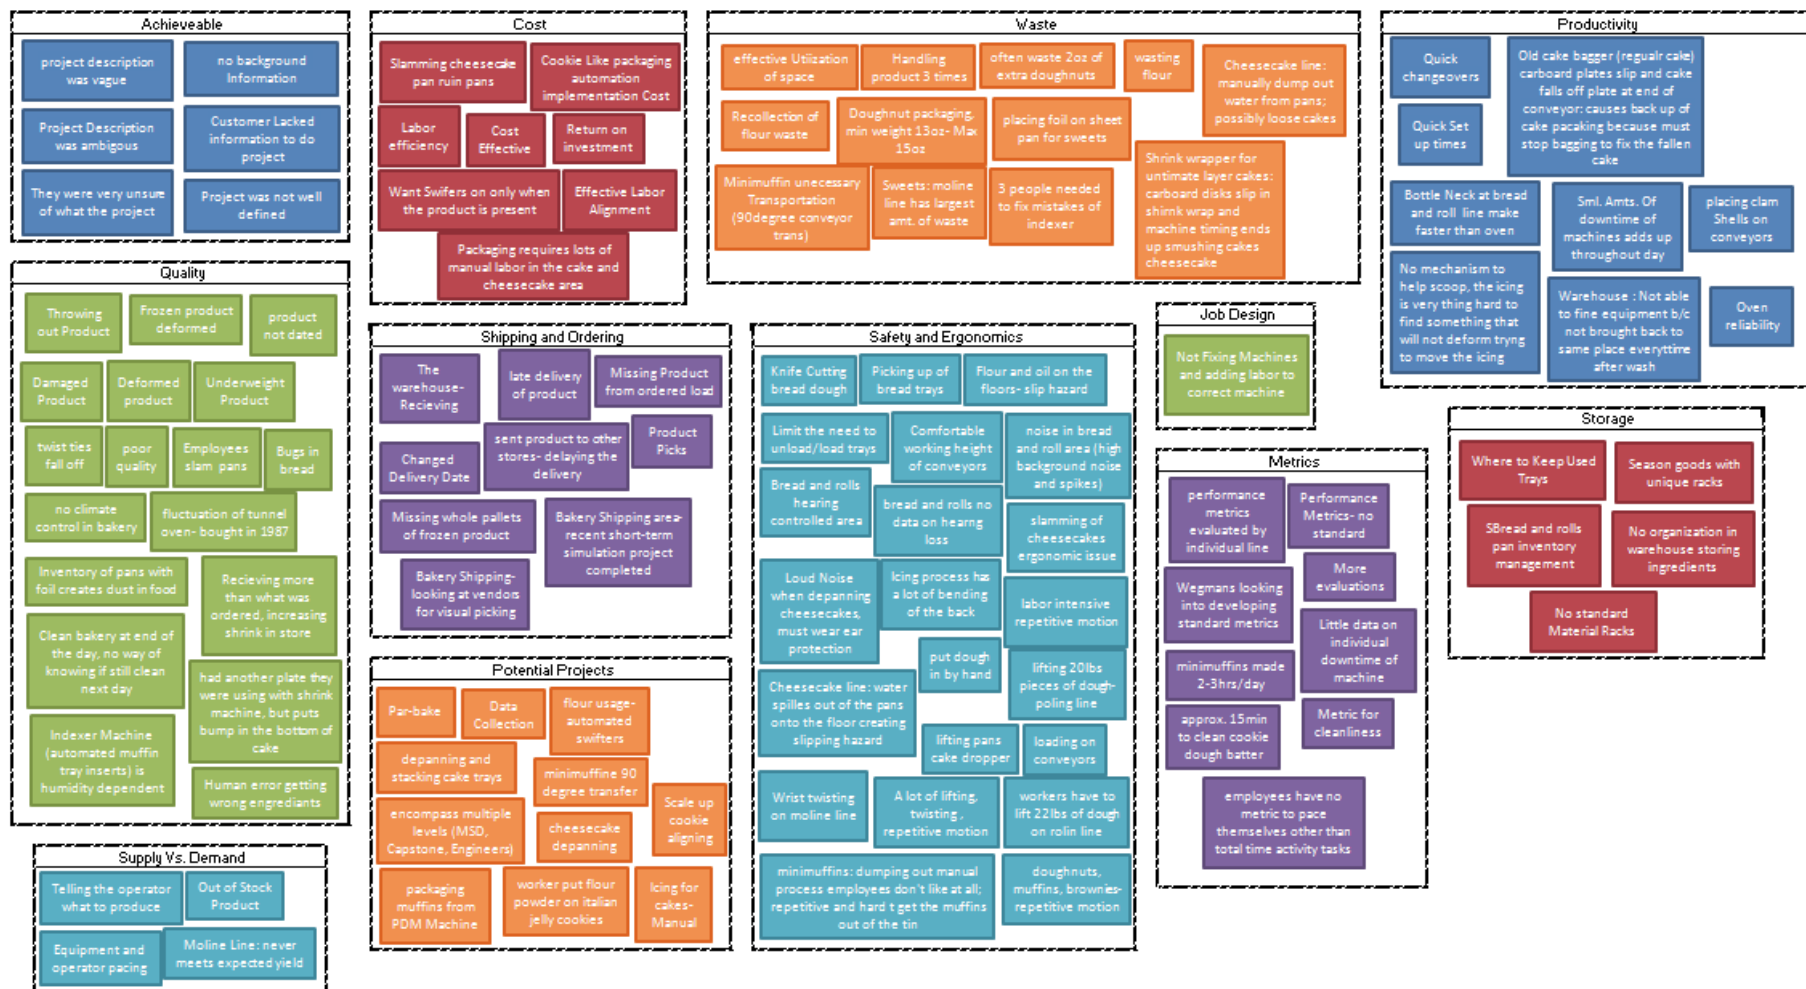 Achieveable
project description
was vague
no background
Information
Project Description
was ambigous
Customer Lacked
information to do
project
They were very unsure
of what the project
Project was not well
defined
Cost
Slamming cheesecake
pan ruin pans
Cookie Like packaging
automation
implementation Cost
Labor
efficiency
Cost
Effective
Return on
investment
Want Swifers on only when
the product is present
Effective Labor
Alignment
Packaging requires lots of
manual labor in the cake and
cheesecake area
Waste
effective Utiization
of space
Handling
product 3 times
often waste 2oz of
extra doughnuts
wasting
flour
Cheesecake line:
manually dump out
water from pans;
possibly loose cakes
Recollection of
flour waste
Doughnut packaging,
min weight 13oz- Max
15oz
placing foil on sheet
pan for sweets
Minimuffin unecessary
Transportation
(90degree conveyor
trans)
Sweets: moline
line has largest
amt. of waste
3 people needed
to fix mistakes of
indexer
Shrink wrapper for
untimate layer cakes:
carboard disks slip in
shirnk wrap and
machine timing ends
up smushing cakes
cheesecake
Productivity
Quick
changeovers
Old cake bagger (regualr cake)
carboard plates slip and cake
falls off plate at end of
conveyor: causes back up of
cake pacaking because must
stop bagging to fix the fallen
cake
Quick Set
up times
Bottle Neck at bread
and roll line make
faster than oven
Sml. Amts. Of
downtime of
machines adds up
throughout day
placing clam
Shells on
conveyors
No mechanism to
help scoop, the icing
is very thing hard to
find something that
will not deform tryng
to move the icing
Warehouse : Not able
to fine equipment b/c
not brought back to
same place everyttime
after wash
Oven
reliability
Quality
Throwing
out Product
Frozen product
deformed
product
not dated
Damaged
Product
Deformed
product
Underweight
Product
twist ties
fall off
poor
quality
Employees
slam pans
Bugs in
bread
no climate
control in bakery
fluctuation of tunnel
oven- bought in 1987
Inventory of pans with
foil creates dust in food
Recieving more
than what was
ordered, increasing
shrink in store
Clean bakery at end of
the day, no way of
knowing if still clean
next day
had another plate they
were using with shrink
machine, but puts
bump in the bottom of
cake
Indexer Machine
(automated muffin
tray inserts) is
humidity dependent
Human error getting
wrong engrediants
Shipping and Ordering
The
warehouse-
Recieving
late delivery
of product
Missing Product
from ordered load
Changed
Delivery Date
sent product to other
stores- delaying the
delivery
Product
Picks
Missing whole pallets
of frozen product
Bakery Shipping area-
recent short-term
simulation project
completed
Bakery Shipping-
looking at vendors
for visual picking
Safety and Ergonomics
Knife Cutting
bread dough
Picking up of
bread trays
Flour and oil on the
floors- slip hazard
Limit the need to
unload/load trays
Comfortable
working height
of conveyors
noise in bread
and roll area (high
background noise
and spikes)
Bread and rolls
hearing
controlled area
bread and rolls no
data on hearng
loss
slamming of
cheesecakes
ergonomic issue
Loud Noise
when depanning
cheesecakes,
must wear ear
protection
Icing process has
a lot of bending
of the back
labor intensive
repetitive motion
put dough
in by hand
lifting 20lbs
pieces of dough-
poling line
Cheesecake line: water
spilles out of the pans
onto the floor creating
slipping hazard
lifting pans
cake dropper
loading on
conveyors
Wrist twisting
on moline line
A lot of lifting,
twisting ,
repetitive motion
workers have to
lift 22lbs of dough
on rolin line
minimuffins: dumping out manual
process employees don't like at all;
repetitive and hard t get the muffins
out of the tin
doughnuts,
muffins, brownies-
repetitive motion
Job Design
Not Fixing Machines
and adding labor to
correct machine
Metrics
performance
metrics
evaluated by
individual line
Performance
Metrics- no
standard
Wegmans looking
into developing
standard metrics
More
evaluations
Little data on
individual
downtime of
machine
minimuffins made
2-3hrs/day
approx. 15min
to clean cookie
dough batter
Metric for
cleanliness
employees have no
metric to pace
themselves other than
total time activity tasks
Storage
Where to Keep Used
Trays
Season goods with
unique racks
SBread and rolls
pan inventory
management
No organization in
warehouse storing
ingredients
No standard
Material Racks
Potential Projects
Par-bake
Data
Collection
flour usage-
automated
swifters
depanning and
stacking cake trays
minimuffine 90
degree transfer
encompass multiple
levels (MSD,
Capstone, Engineers)
cheesecake
depanning
Scale up
cookie
aligning
packaging
muffins from
PDM Machine
worker put flour
powder on italian
jelly cookies
Icing for
cakes-
Manual
Supply Vs. Demand
Telling the operator
what to produce
Out of Stock
Product
Equipment and
operator pacing
Moline Line: never
meets expected yield